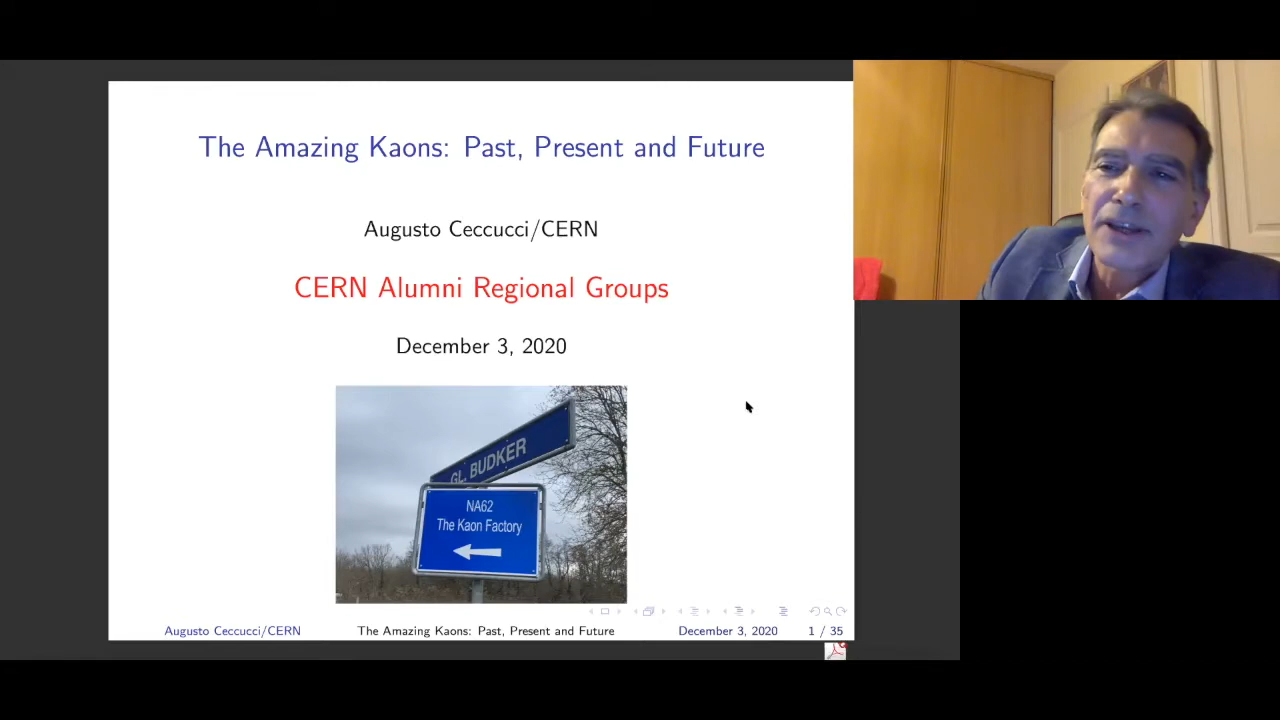 The Amazing Kaons: Past, Present and Future
Augusto Ceccucci/CERN
CERN Alumni Regional Groups
December 3, 2020
GL. BUDKER
NA62
The Kaon Factory
Augusto Ceccucci/CERN The Amazing Kaons: Past, Present and Future December 3, 2020 1 / 35